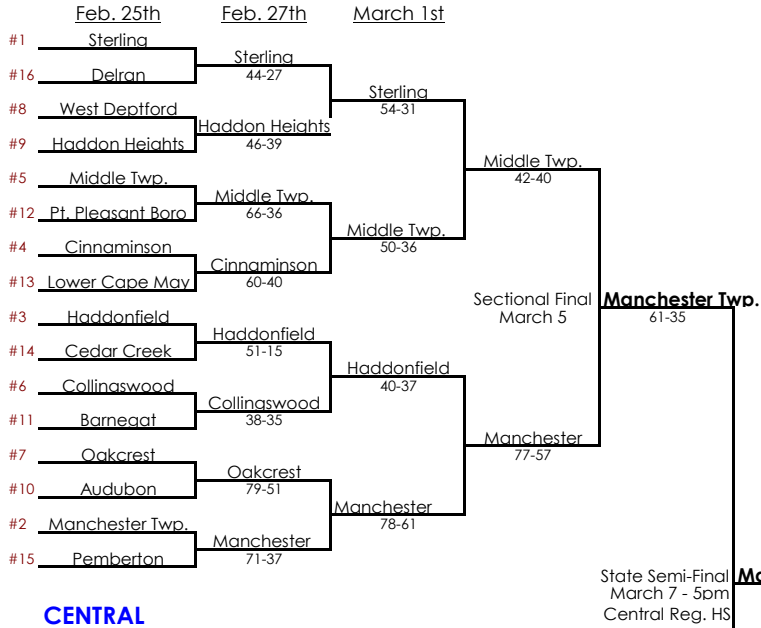 Feb. 25th Feb. 27th March 1st
#1 Sterling
Sterling
#16 Delran 44-27
Sterling
#8 West Deptford 54-31
Haddon Heights
#9 Haddon Heights 46-39
Middle Twp.
#5 Middle Twp. 42-40
Middle Twp.
#12 Pt. Pleasant Boro 66-36
Middle Twp.
#4 Cinnaminson 50-36
Cinnaminson
#13 Lower Cape May 60-40
Sectional Final Manchester Twp.
#3 Haddonfield March 5 61-35
Haddonfield
#14 Cedar Creek 51-15
Haddonfield
#6 Collingswood 40-37
Collingswood
#11 Barnegat 38-35
Manchester
#7 Oakcrest 77-57
Oakcrest
#10 Audubon 79-51
Manchester
#2 Manchester Twp. 78-61
Manchester
#15 Pemberton 71-37
State Semi-Final
March 7 - 5pm
CENTRAL Central Reg. HS